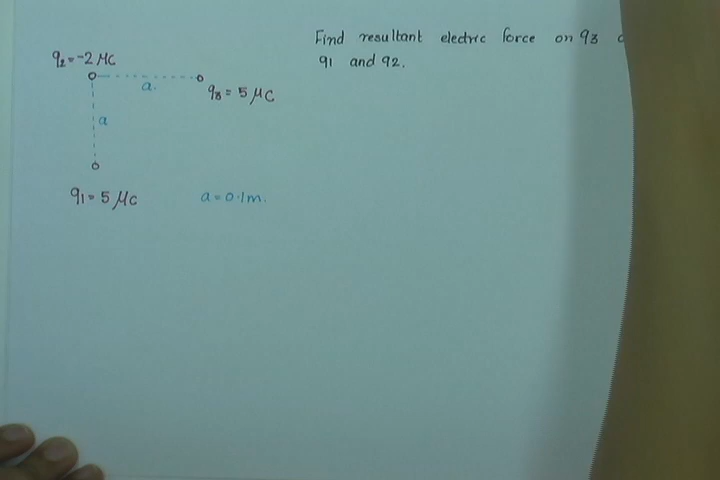 Find resultant electric force on q3
q1 and q2.
q2 = -2 μC
a.
q3 = 5 μC
a
q1 = 5 μC
a = 0.1m.